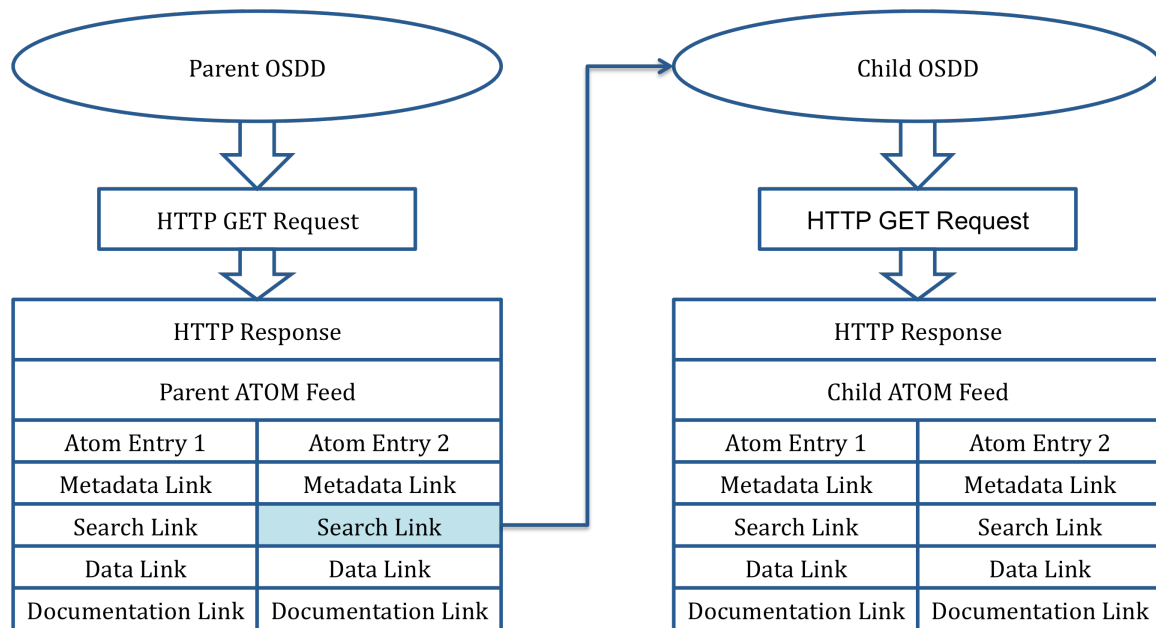 Parent OSDD
HTTP GET Request
HTTP Response
Parent ATOM Feed
Atom Entry 1 Atom Entry 2
Metadata Link Metadata Link
Search Link Search Link
Data Link Data Link
Documentation Link Documentation Link
Child OSDD
HTTP GET Request
HTTP Response
Child ATOM Feed
Atom Entry 1 Atom Entry 2
Metadata Link Metadata Link
Search Link Search Link
Data Link Data Link
Documentation Link Documentation Link